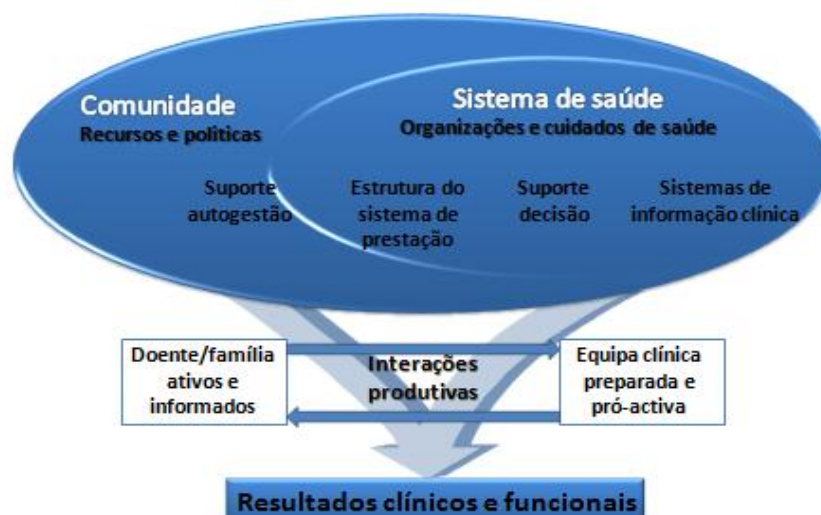 Comunidade
Recursos e politicas
Sistema de saúde
Organizações e cuidados de saúde
Suporte
autogestão
Estrutura do
sistema de
prestação
Suporte
decisão
Sistemas de
informação clínica
Doente/família
ativos e
informados
Interações
produtivas
Equipa clínica
preparada e
pró-activa
Resultados clínicos e funcionais